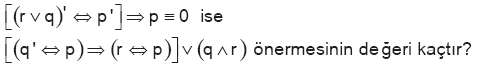 [(r ∨ q)' ⇔ p'] ⇒ p ≡ 0 ise
[(q' ⇔ p) ⇒ (r ⇔ p)] ∨ (q ∧ r) önermesinin değeri kaçtır?